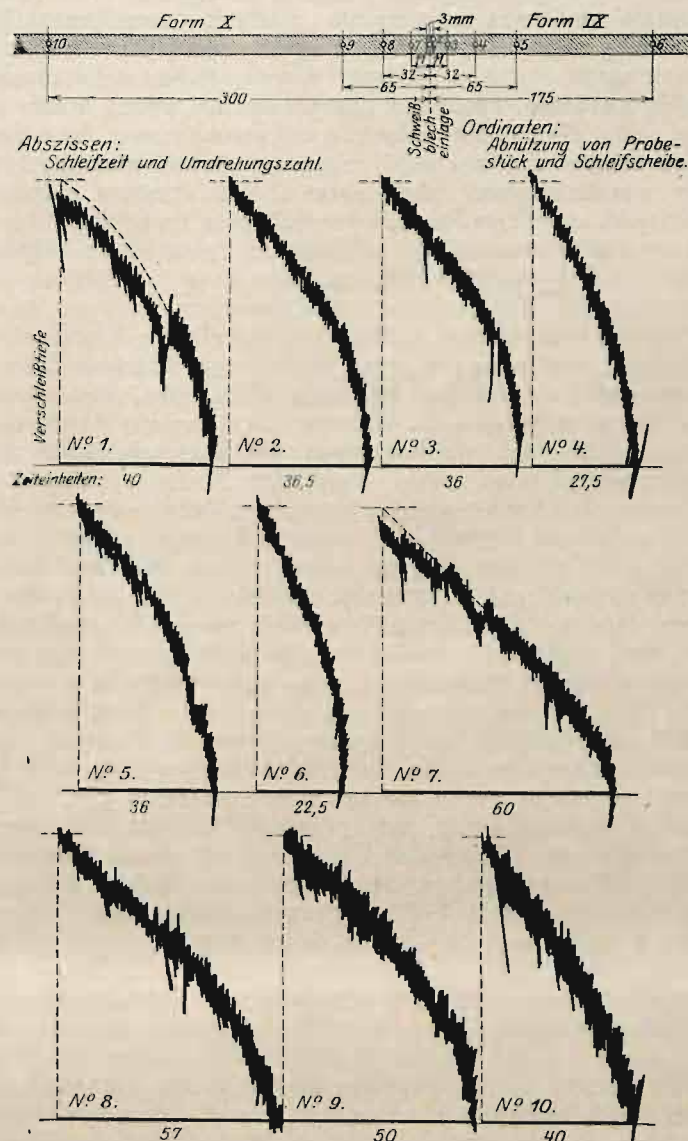 Form X
3mm
Form IX
10
9
8
7
3
4
5
6
11
11
32
32
65
65
300
175
Schweiß-
blech-
einlage
Abszissen:
Schleifzeit und Umdrehungszahl.
Ordinaten:
Abnützung von Probe-
stück und Schleifscheibe.
Verschleißtiefe
Nº 1.
Nº 2.
Nº 3.
Nº 4.
Zeiteinheiten: 40
36,5
36
27,5
Nº 5.
Nº 6.
Nº 7.
36
22,5
60
Nº 8.
Nº 9.
Nº 10.
57
50
40